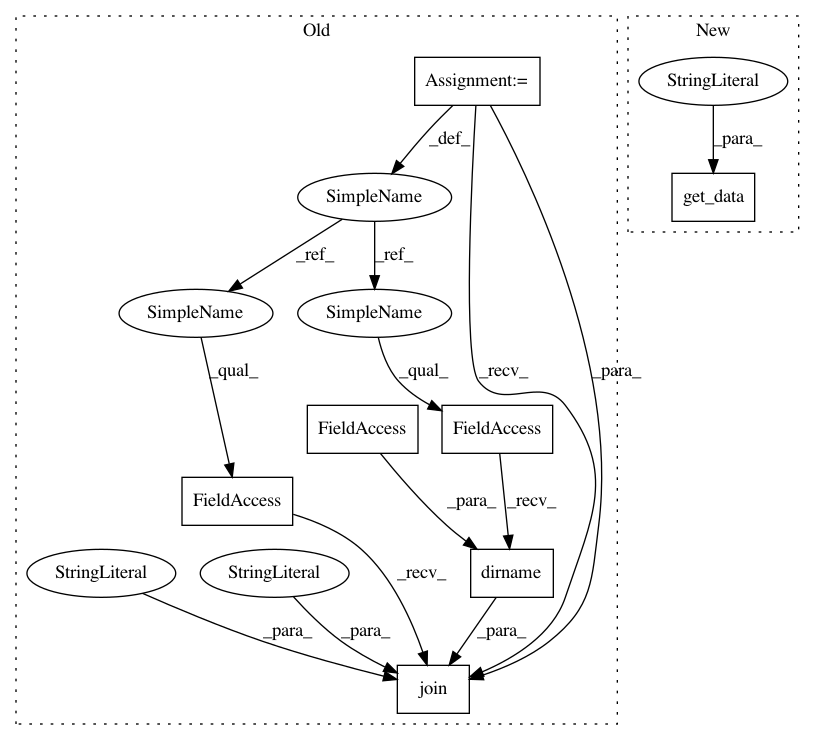 Old
New
Assignment:=
StringLiteral
_def_
_para_
SimpleName
get_data
_ref_
_ref_
SimpleName
SimpleName
_qual_
_qual_
_recv_
_para_
FieldAccess
FieldAccess
FieldAccess
_para_
_recv_
StringLiteral
StringLiteral
_recv_
dirname
_para_
_para_
_para_
join